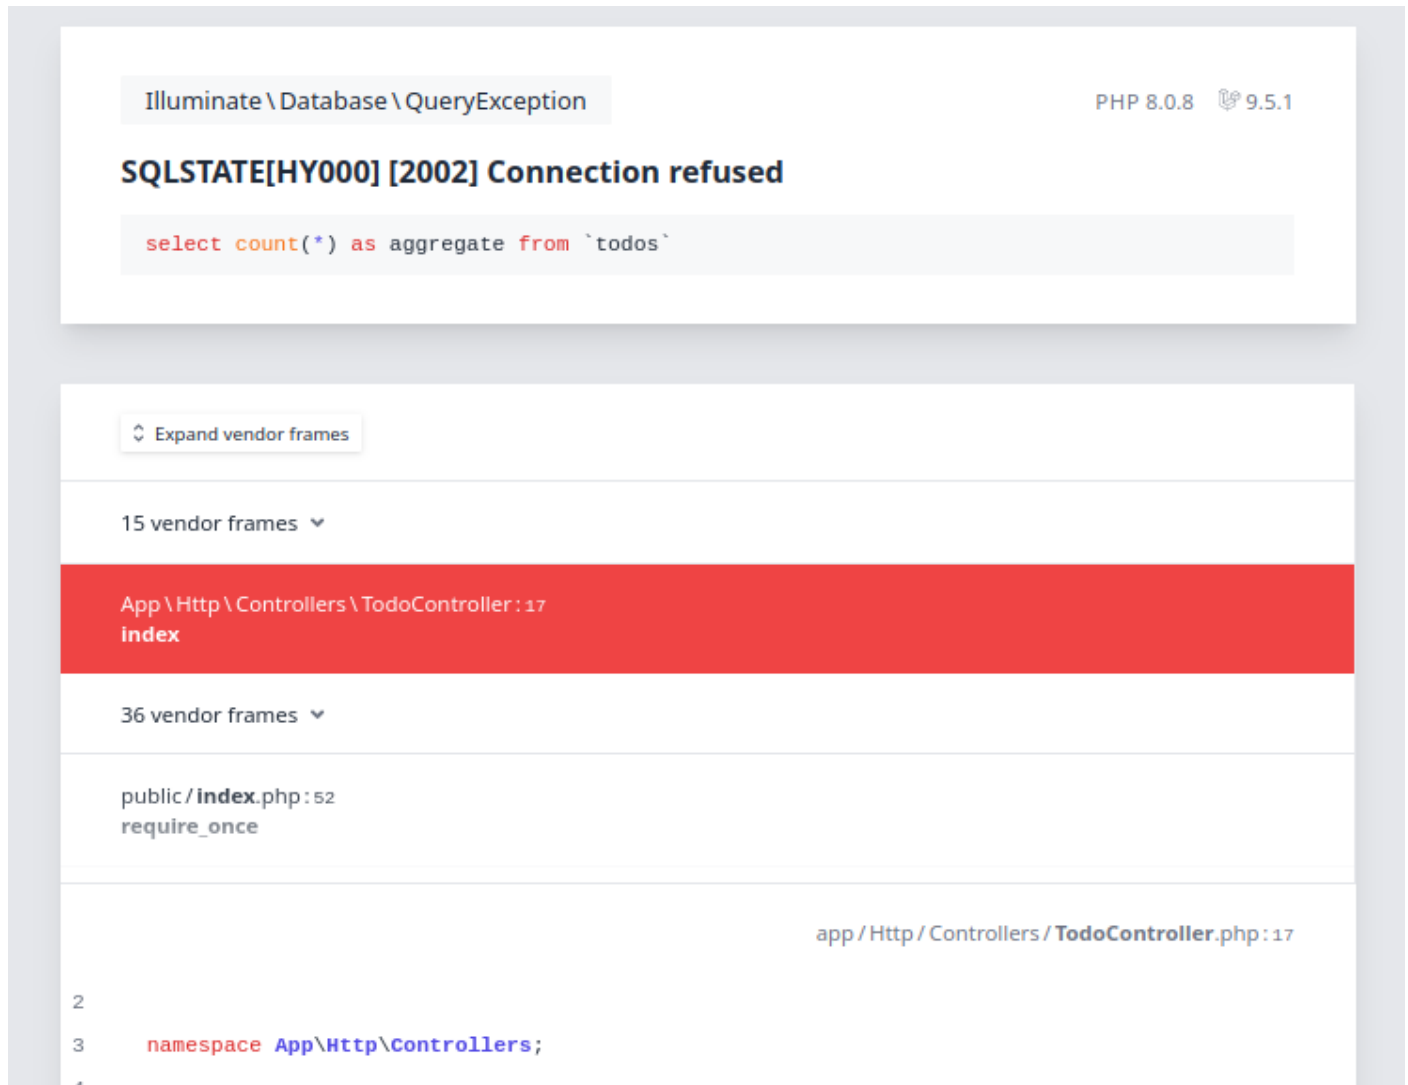 Illuminate\Database\QueryException
PHP 8.0.8 9.5.1
SQLSTATE[HY000] [2002] Connection refused
select count(*) as aggregate from `todos`
Expand vendor frames
15 vendor frames
App\Http\Controllers\TodoController:17
index
36 vendor frames
public/index.php:52
require_once
app/Http/Controllers/TodoController.php:17
2
3 namespace App\Http\Controllers;